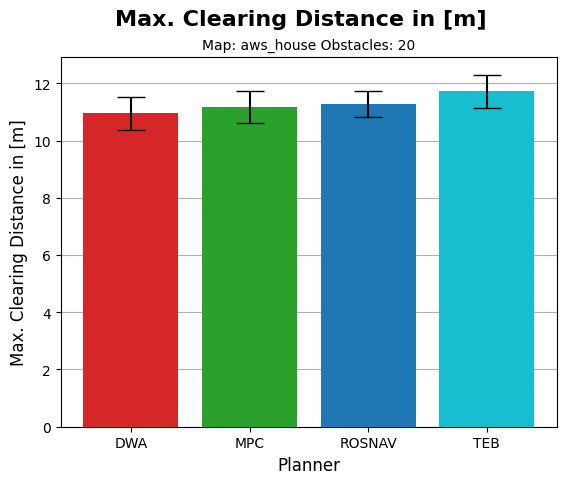 Max. Clearing Distance in [m]
Map: aws_house Obstacles: 20
Max. Clearing Distance in [m]
12
10
8
6
4
2
0
DWA MPC ROSNAV TEB
Planner